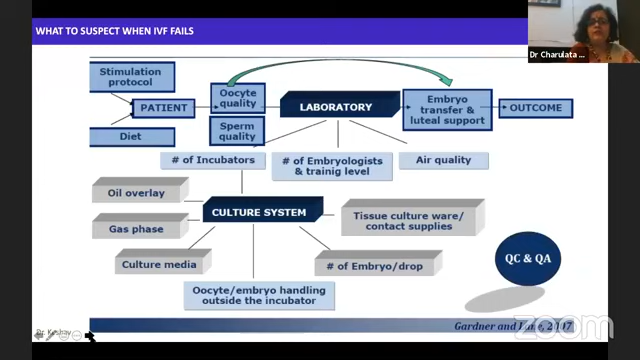 WHAT TO SUSPECT WHEN IVF FAILS
Dr Charulata ...
Stimulation
protocol
PATIENT
Diet
Oocyte
quality
Sperm
quality
LABORATORY
Embryo
transfer &
luteal support
OUTCOME
# of Incubators
# of Embryologists
& trainig level
Air quality
Oil overlay
Gas phase
Culture media
CULTURE SYSTEM
Tissue culture ware/
contact supplies
# of Embryo/drop
Oocyte/embryo handling
outside the incubator
QC & QA
Gardner and Lane, 2007
zoom